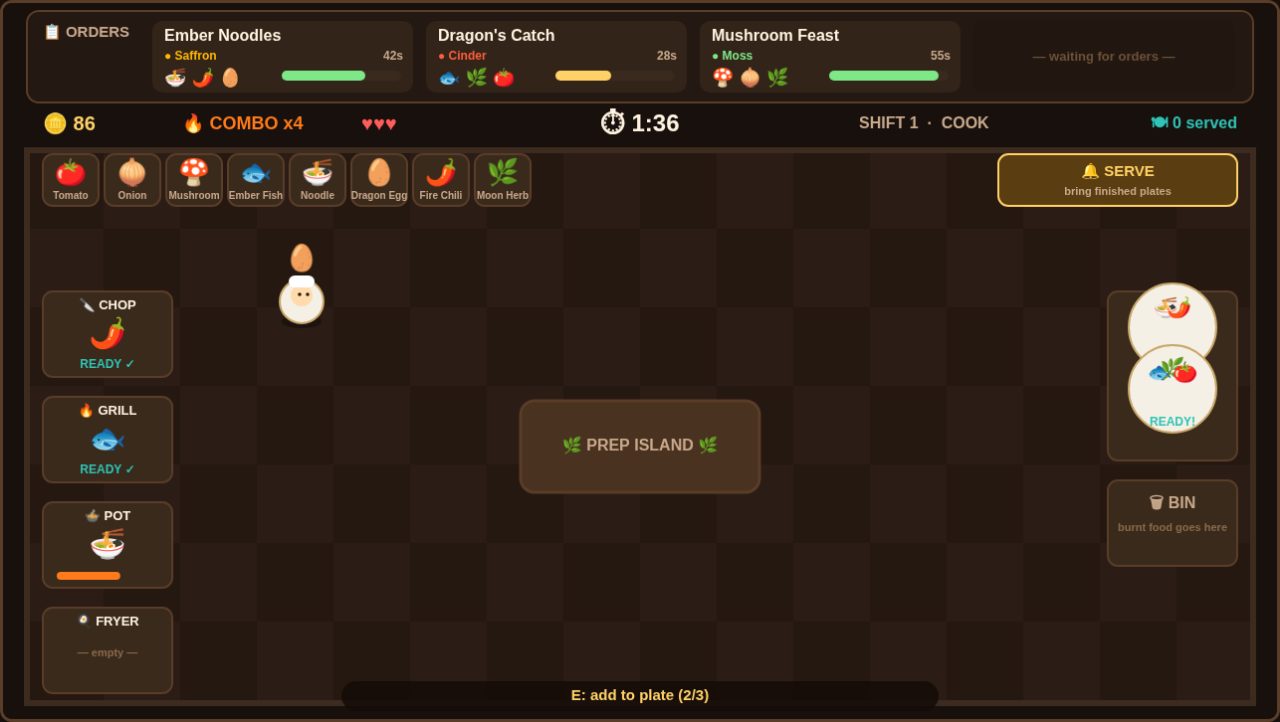 📋 ORDERS
Ember Noodles
● Saffron 42s
Dragon's Catch
● Cinder 28s
Mushroom Feast
● Moss 55s
— waiting for orders —
86
COMBO x4
1:36
SHIFT 1 · COOK
0 served
Tomato
Onion
Mushroom
Ember Fish
Noodle
Dragon Egg
Fire Chili
Moon Herb
SERVE
bring finished plates
CHOP
READY ✓
GRILL
READY ✓
POT
FRYER
— empty —
PREP ISLAND
READY!
BIN
burnt food goes here
E: add to plate (2/3)